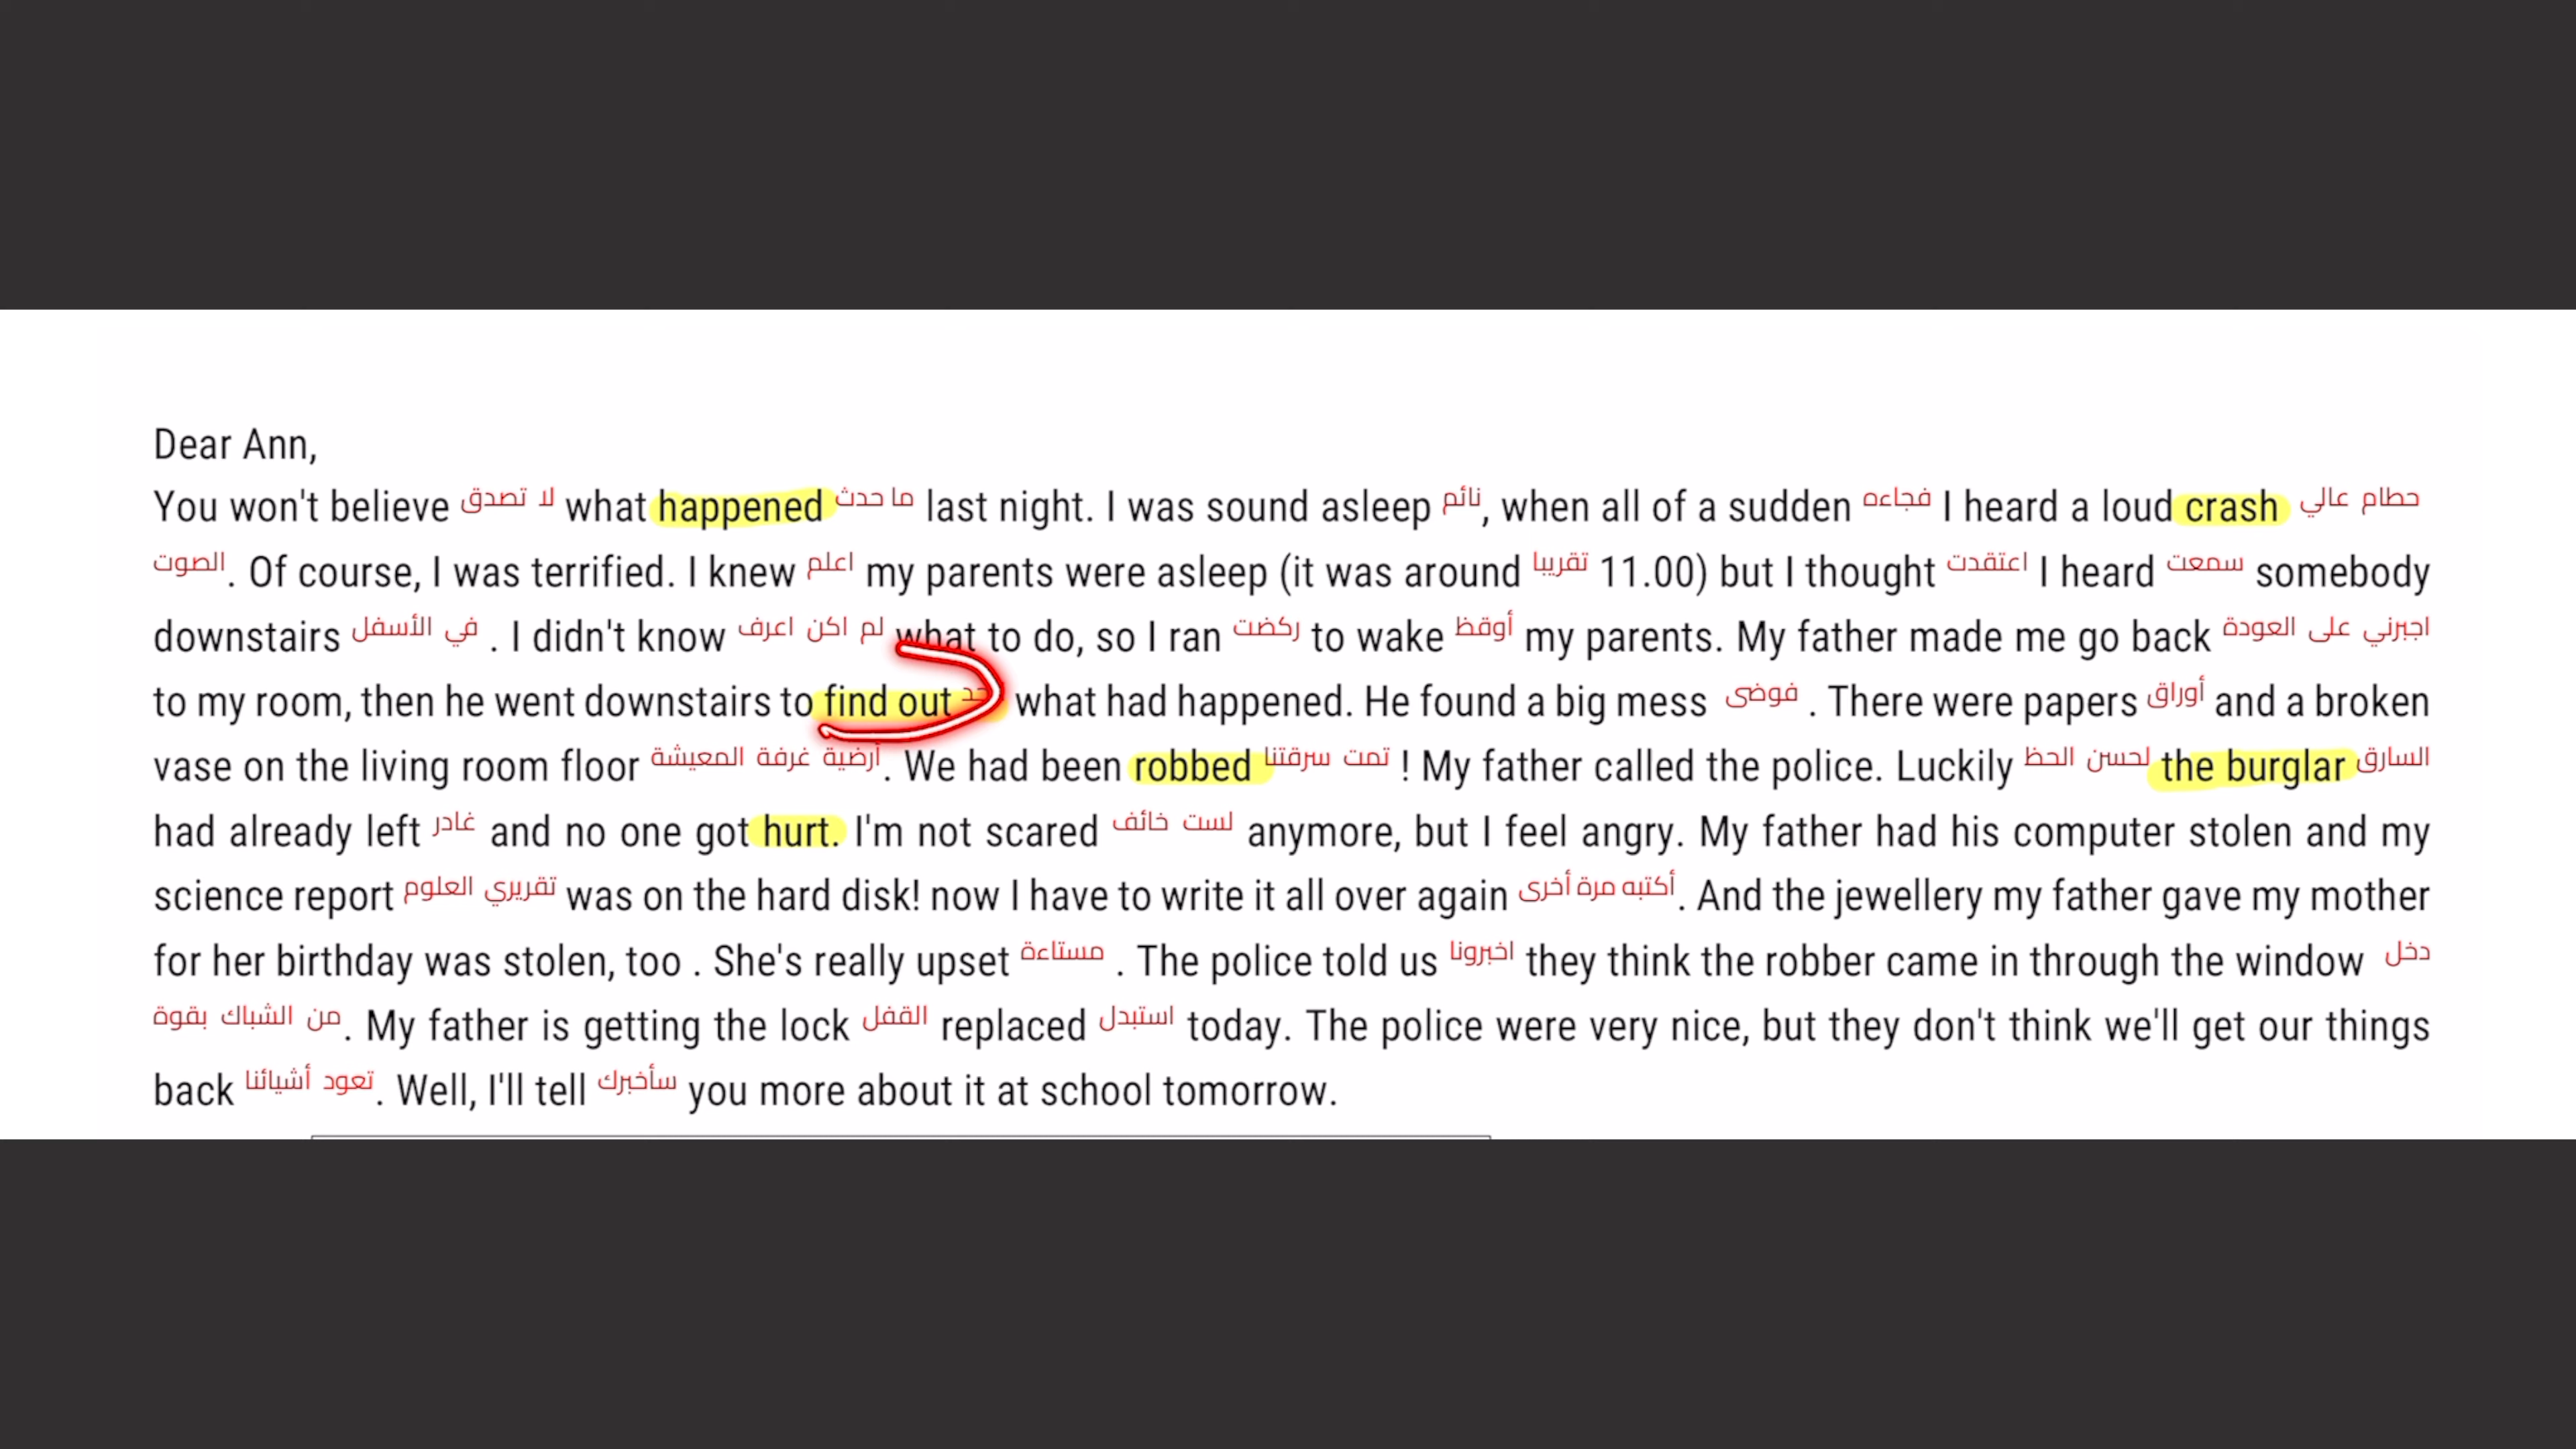 Dear Ann,
You won't believe لا تصدق what happened ما حدث last night. I was sound asleep نائم, when all of a sudden فجاءه I heard a loud crash حطام عالي
الصوت. Of course, I was terrified. I knew اعلم my parents were asleep (it was around تقريبا 11.00) but I thought اعتقدت I heard سمعت somebody
downstairs في الأسفل . I didn't know لم اكن اعرف what to do, so I ran ركضت to wake أوقظ my parents. My father made me go back اجبرني على العودة
to my room, then he went downstairs to find out what had happened. He found a big mess فوضى . There were papers أوراق and a broken
vase on the living room floor أرضية غرفة المعيشة. We had been robbed تمت سرقتنا ! My father called the police. Luckily لحسن الحظ the burglar السارق
had already left غادر and no one got hurt. I'm not scared لست خائف anymore, but I feel angry. My father had his computer stolen and my
science report تقريري العلوم was on the hard disk! now I have to write it all over again أكتبه مرة أخرى. And the jewellery my father gave my mother
for her birthday was stolen, too . She's really upset مستاءة . The police told us اخبرونا they think the robber came in through the window دخل
من الشباك بقوة. My father is getting the lock القفل replaced استبدل today. The police were very nice, but they don't think we'll get our things
back تعود أشيائنا. Well, I'll tell سأخبرك you more about it at school tomorrow.